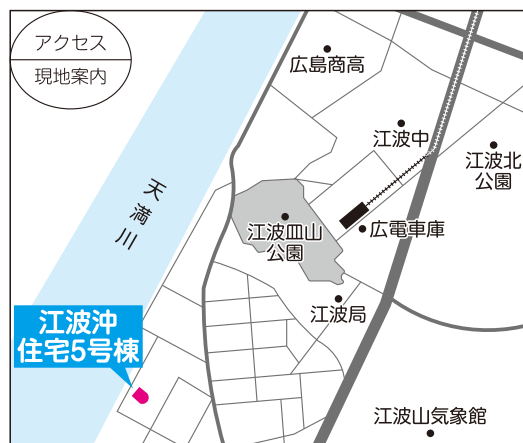 アクセス
現地案内
広島商高
江波中
江波北
公園
天満川
江波皿山
公園
広電車庫
江波局
江波沖
住宅5号棟
江波山気象館